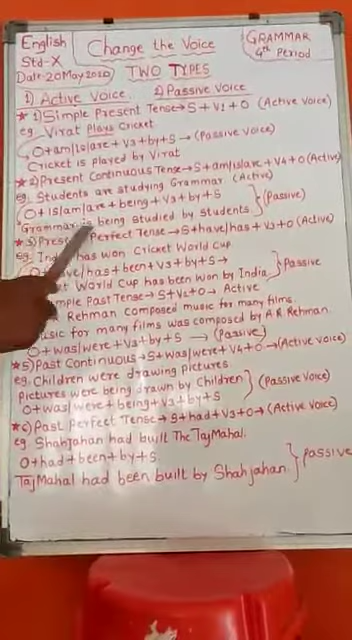 English
Std-X
Date-20May2020
Change the Voice
GRAMMAR
4th Period
TWO TYPES
1) Active Voice 2) Passive Voice
★ 1) Simple Present Tense→S+V1+O (Active Voice)
eg. Virat Plays Cricket
O+am/is/are+V3+by+S→(Passive Voice)
Cricket is played by Virat
★ 2) Present Continuous Tense→S+am/is/are+V4+O (Active)
eg. Students are studying Grammar. (Active)
O+is/am/are+being+V3+by+S
Grammar is being studied by students } (Passive)
★ 3) Perfect Tense→S+have/has+V3+O (Active)
eg. has won Cricket World Cup
have/has+been+V3+by+S→
World Cup has been won by India } Passive
Past Tense→S+V2+O→Active
Rehman composed music for many films
Music for many films was composed by A R Rehman.
O+was/were+V3+by+S → (Passive)
★ 5) Past Continuous→S+was/were+V4+O→(Active Voice)
eg. Children were drawing pictures
Pictures were being drawn by Children
O+was/were+being+V3+by+S } (Passive Voice)
★ 6) Past Perfect Tense→S+had+V3+O→(Active Voice)
eg Shahjahan had built The TajMahal.
O+had+been+by+S.
TajMahal had been built by Shahjahan. } Passive